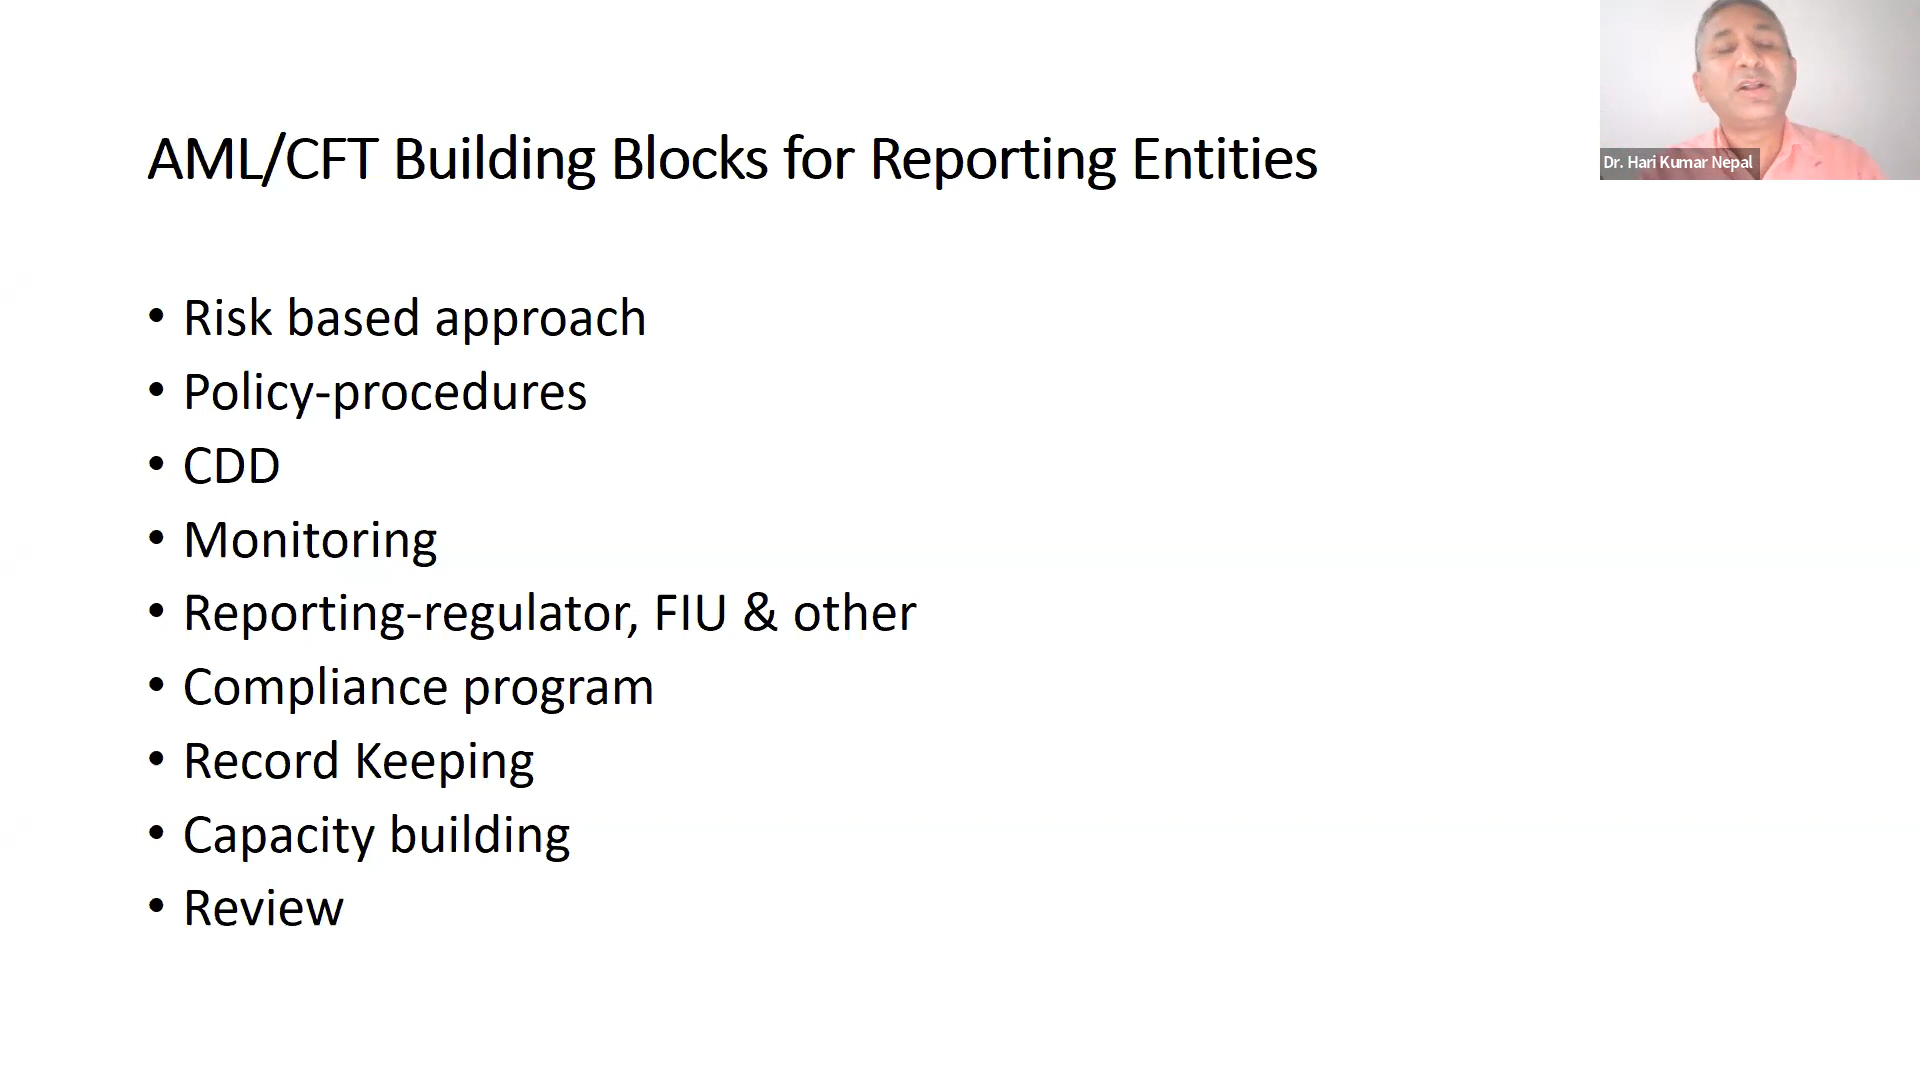 AML/CFT Building Blocks for Reporting Entities
Dr. Hari Kumar Nepal
• Risk based approach
• Policy-procedures
• CDD
• Monitoring
• Reporting-regulator, FIU & other
• Compliance program
• Record Keeping
• Capacity building
• Review